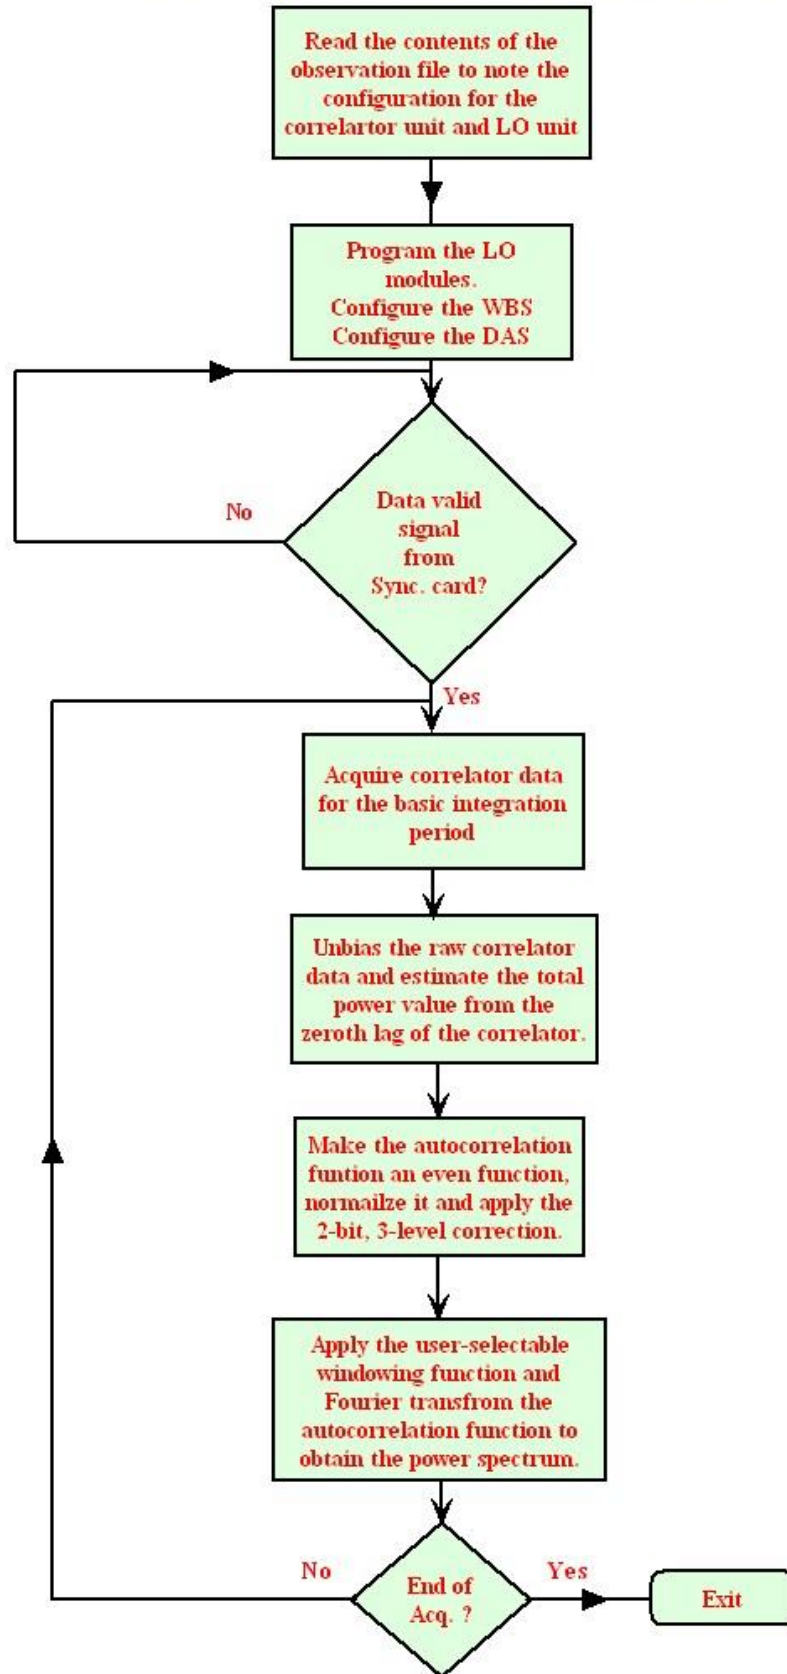 Read the contents of the
observation file to note the
configuration for the
correlartor unit and LO unit
Program the LO
modules.
Configure the WBS
Configure the DAS
No
Data valid
signal
from
Sync. card?
Yes
Acquire correlator data
for the basic integration
period
Unbias the raw correlator
data and estimate the total
power value from the
zeroth lag of the correlator.
Make the autocorrelation
funtion an even function,
normailze it and apply the
2-bit, 3-level correction.
Apply the user-selectable
windowing function and
Fourier transfrom the
autocorrelation function to
obtain the power spectrum.
No
End of
Acq. ?
Yes
Exit